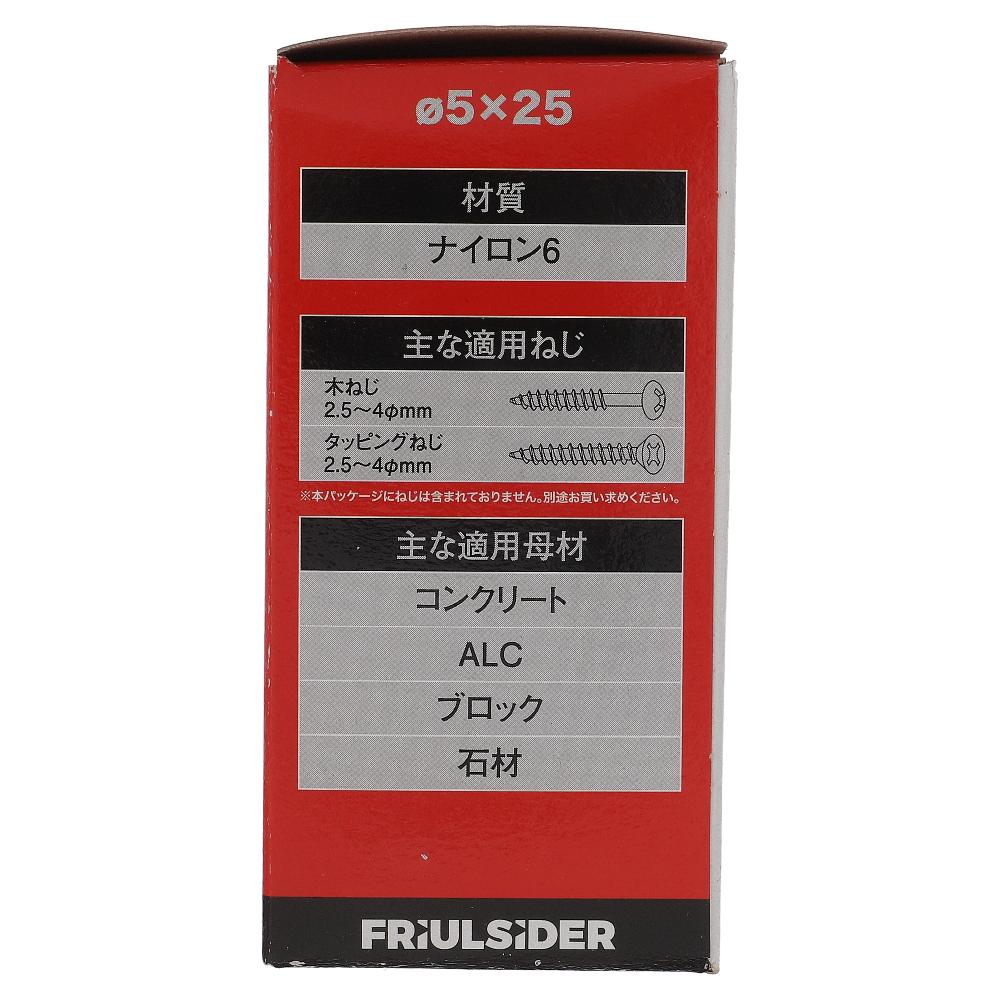 ø5×25
材質
ナイロン6
主な適用ねじ
木ねじ
2.5〜4φmm
タッピングねじ
2.5〜4φmm
※本パッケージにねじは含まれておりません。別途お買い求めください。
主な適用母材
コンクリート
ALC
ブロック
石材
FRiULSiDER